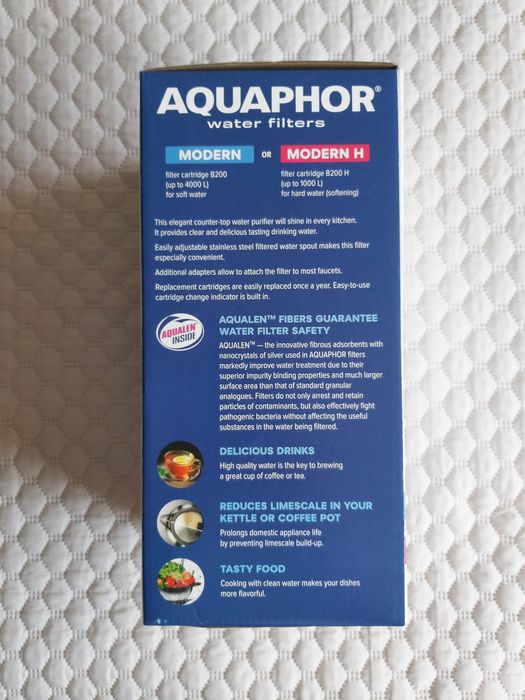 AQUAPHOR®
water filters
MODERN OR MODERN H
filter cartridge B200
(up to 4000 L)
for soft water
filter cartridge B200 H
(up to 1000 L)
for hard water (softening)
This elegant counter-top water purifier will shine in every kitchen.
It provides clear and delicious tasting drinking water.
Easily adjustable stainless steel filtered water spout makes this filter
especially convenient.
Additional adapters allow to attach the filter to most faucets.
Replacement cartridges are easily replaced once a year. Easy-to-use
cartridge change indicator is built in.
AQUALEN™
INSIDE
AQUALEN™ FIBERS GUARANTEE
WATER FILTER SAFETY
AQUALEN™ — the innovative fibrous adsorbents with
nanocrystals of silver used in AQUAPHOR filters
markedly improve water treatment due to their
superior impurity binding properties and much larger
surface area than that of standard granular
analogues. Filters do not only arrest and retain
particles of contaminants, but also effectively fight
pathogenic bacteria without affecting the useful
substances in the water being filtered.
DELICIOUS DRINKS
High quality water is the key to brewing
a great cup of coffee or tea.
REDUCES LIMESCALE IN YOUR
KETTLE OR COFFEE POT
Prolongs domestic appliance life
by preventing limescale build-up.
TASTY FOOD
Cooking with clean water makes your dishes
more flavorful.